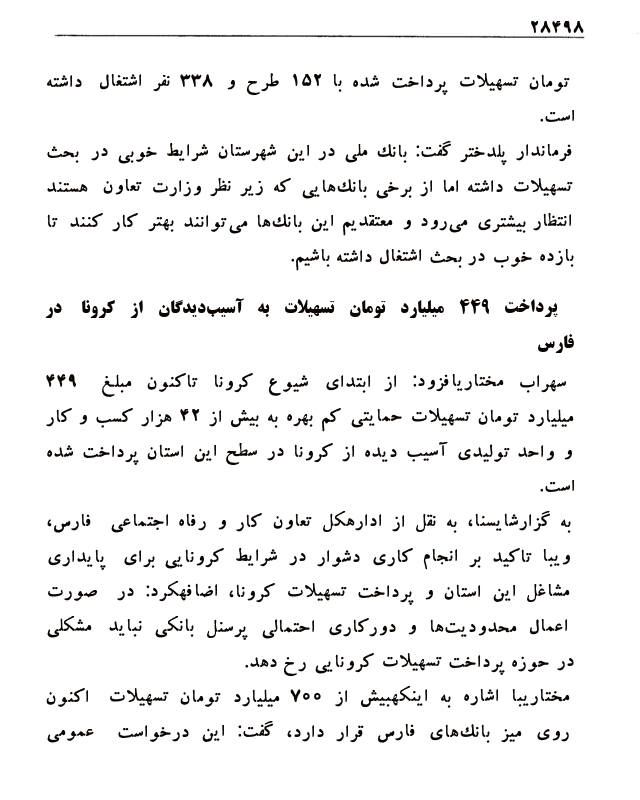 ۲۸۴۹۸
تومان تسهیلات پرداخت شده با ۱۵۲ طرح و ۳۳۸ نفر اشتغال داشته
است.
فرماندار پلدختر گفت: بانك ملی در این شهرستان شرایط خوبی در بحث
تسهیلات داشته اما از برخی بانك‌هایی که زیر نظر وزارت تعاون هستند
انتظار بیشتری می‌رود و معتقدیم این بانك‌ها می‌توانند بهتر کار کنند تا
بازده خوب در بحث اشتغال داشته باشیم.
پرداخت ۴۴۹ میلیارد تومان تسهیلات به آسیب‌دیدگان از کرونا در
فارس
سهراب مختاریافزود: از ابتدای شیوع کرونا تاکنون مبلغ ۴۴۹
میلیارد تومان تسهیلات حمایتی کم بهره به بیش از ۴۲ هزار کسب و کار
و واحد تولیدی آسیب دیده از کرونا در سطح این استان پرداخت شده
است.
به گزارشایسنا، به نقل از ادارهکل تعاون کار و رفاه اجتماعی فارس،
ویبا تاکید بر انجام کاری دشوار در شرایط کرونایی برای پایداری
مشاغل این استان و پرداخت تسهیلات کرونا، اضافهکرد: در صورت
اعمال محدودیت‌ها و دورکاری احتمالی پرسنل بانکی نباید مشکلی
در حوزه پرداخت تسهیلات کرونایی رخ دهد.
مختاریبا اشاره به اینکهبیش از ۷۰۰ میلیارد تومان تسهیلات اکنون
روی میز بانك‌های فارس قرار دارد، گفت: این درخواست عمومی